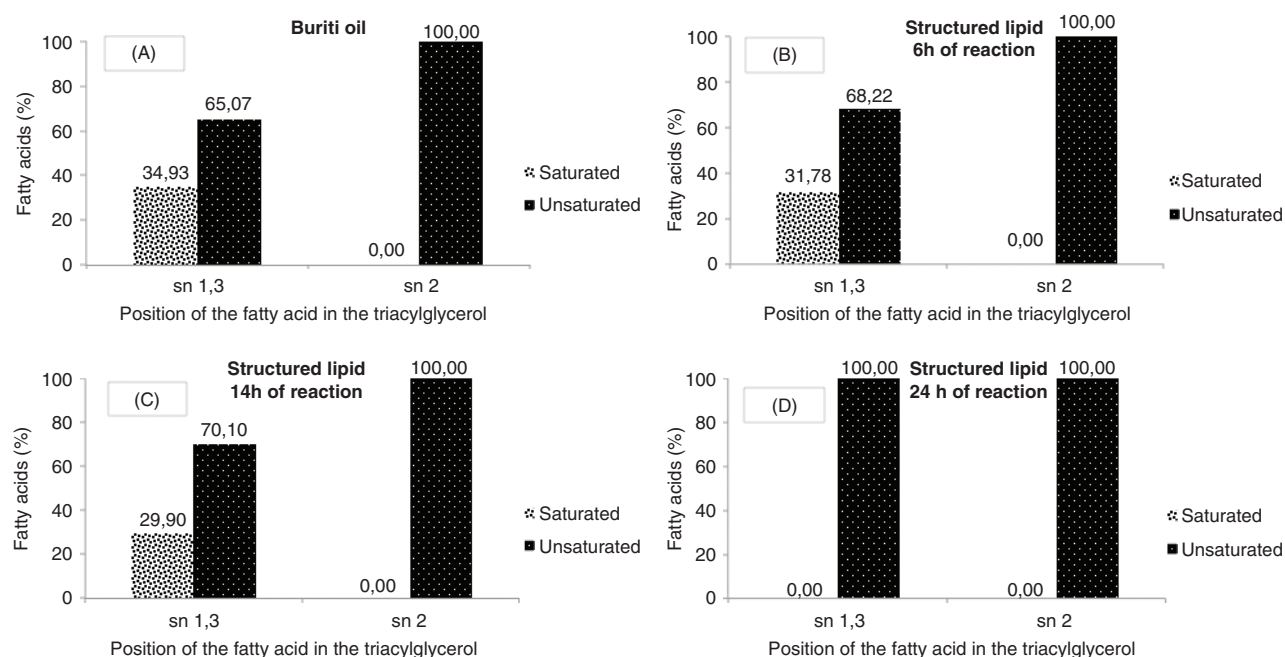 Buriti oil
(A)
100,00
100
80
60
40
20
0
65,07
34,93
0,00
Fatty acids (%)
Saturated
Unsaturated
sn 1,3
sn 2
Position of the fatty acid in the triacylglycerol
Structured lipid
6h of reaction
(B)
100,00
100
80
60
40
20
0
68,22
31,78
0,00
Fatty acids (%)
Saturated
Unsaturated
sn 1,3
sn 2
Position of the fatty acid in the triacylglycerol
Structured lipid
14h of reaction
(C)
100,00
100
80
60
40
20
0
70,10
29,90
0,00
Fatty acids (%)
Saturated
Unsaturated
sn 1,3
sn 2
Position of the fatty acid in the triacylglycerol
Structured lipid
24 h of reaction
(D)
100,00
100,00
100
80
60
40
20
0
0,00
0,00
Fatty acids (%)
Saturated
Unsaturated
sn 1,3
sn 2
Position of the fatty acid in the triacylglycerol